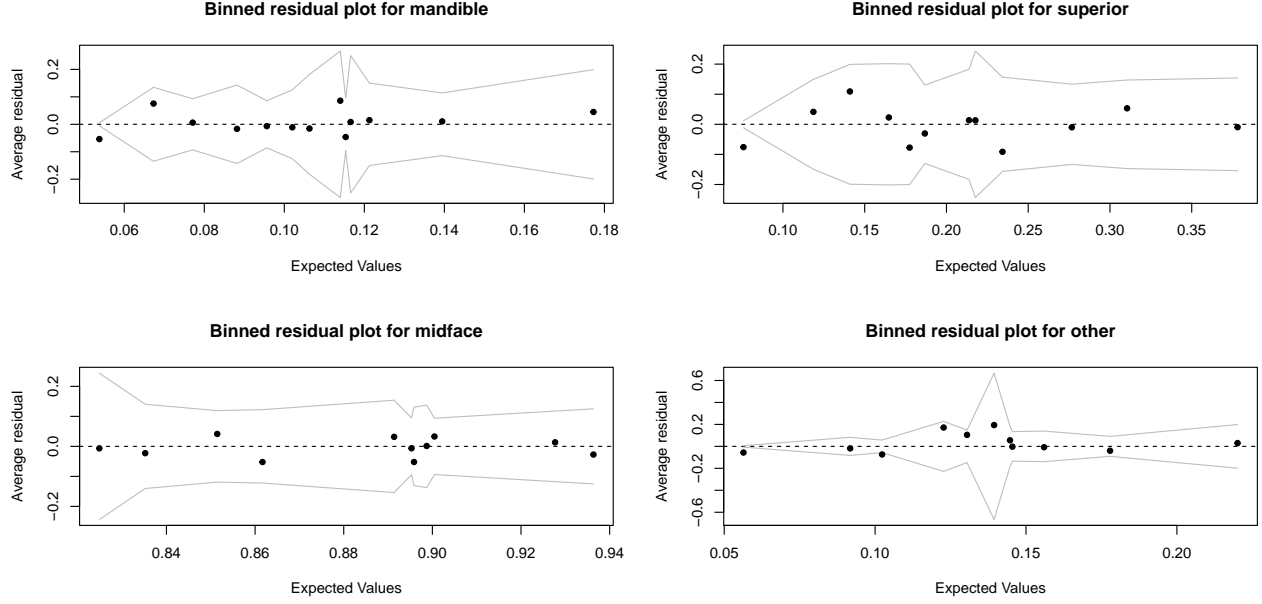 Binned residual plot for mandible
Average residual
0.2
0.0
−0.2
0.06 0.08 0.10 0.12 0.14 0.16 0.18
Expected Values
Binned residual plot for superior
Average residual
0.2
0.0
−0.2
0.10 0.15 0.20 0.25 0.30 0.35
Expected Values
Binned residual plot for midface
Average residual
0.2
0.0
−0.2
0.84 0.86 0.88 0.90 0.92 0.94
Expected Values
Binned residual plot for other
Average residual
0.6
0.2
−0.2
−0.6
0.05 0.10 0.15 0.20
Expected Values